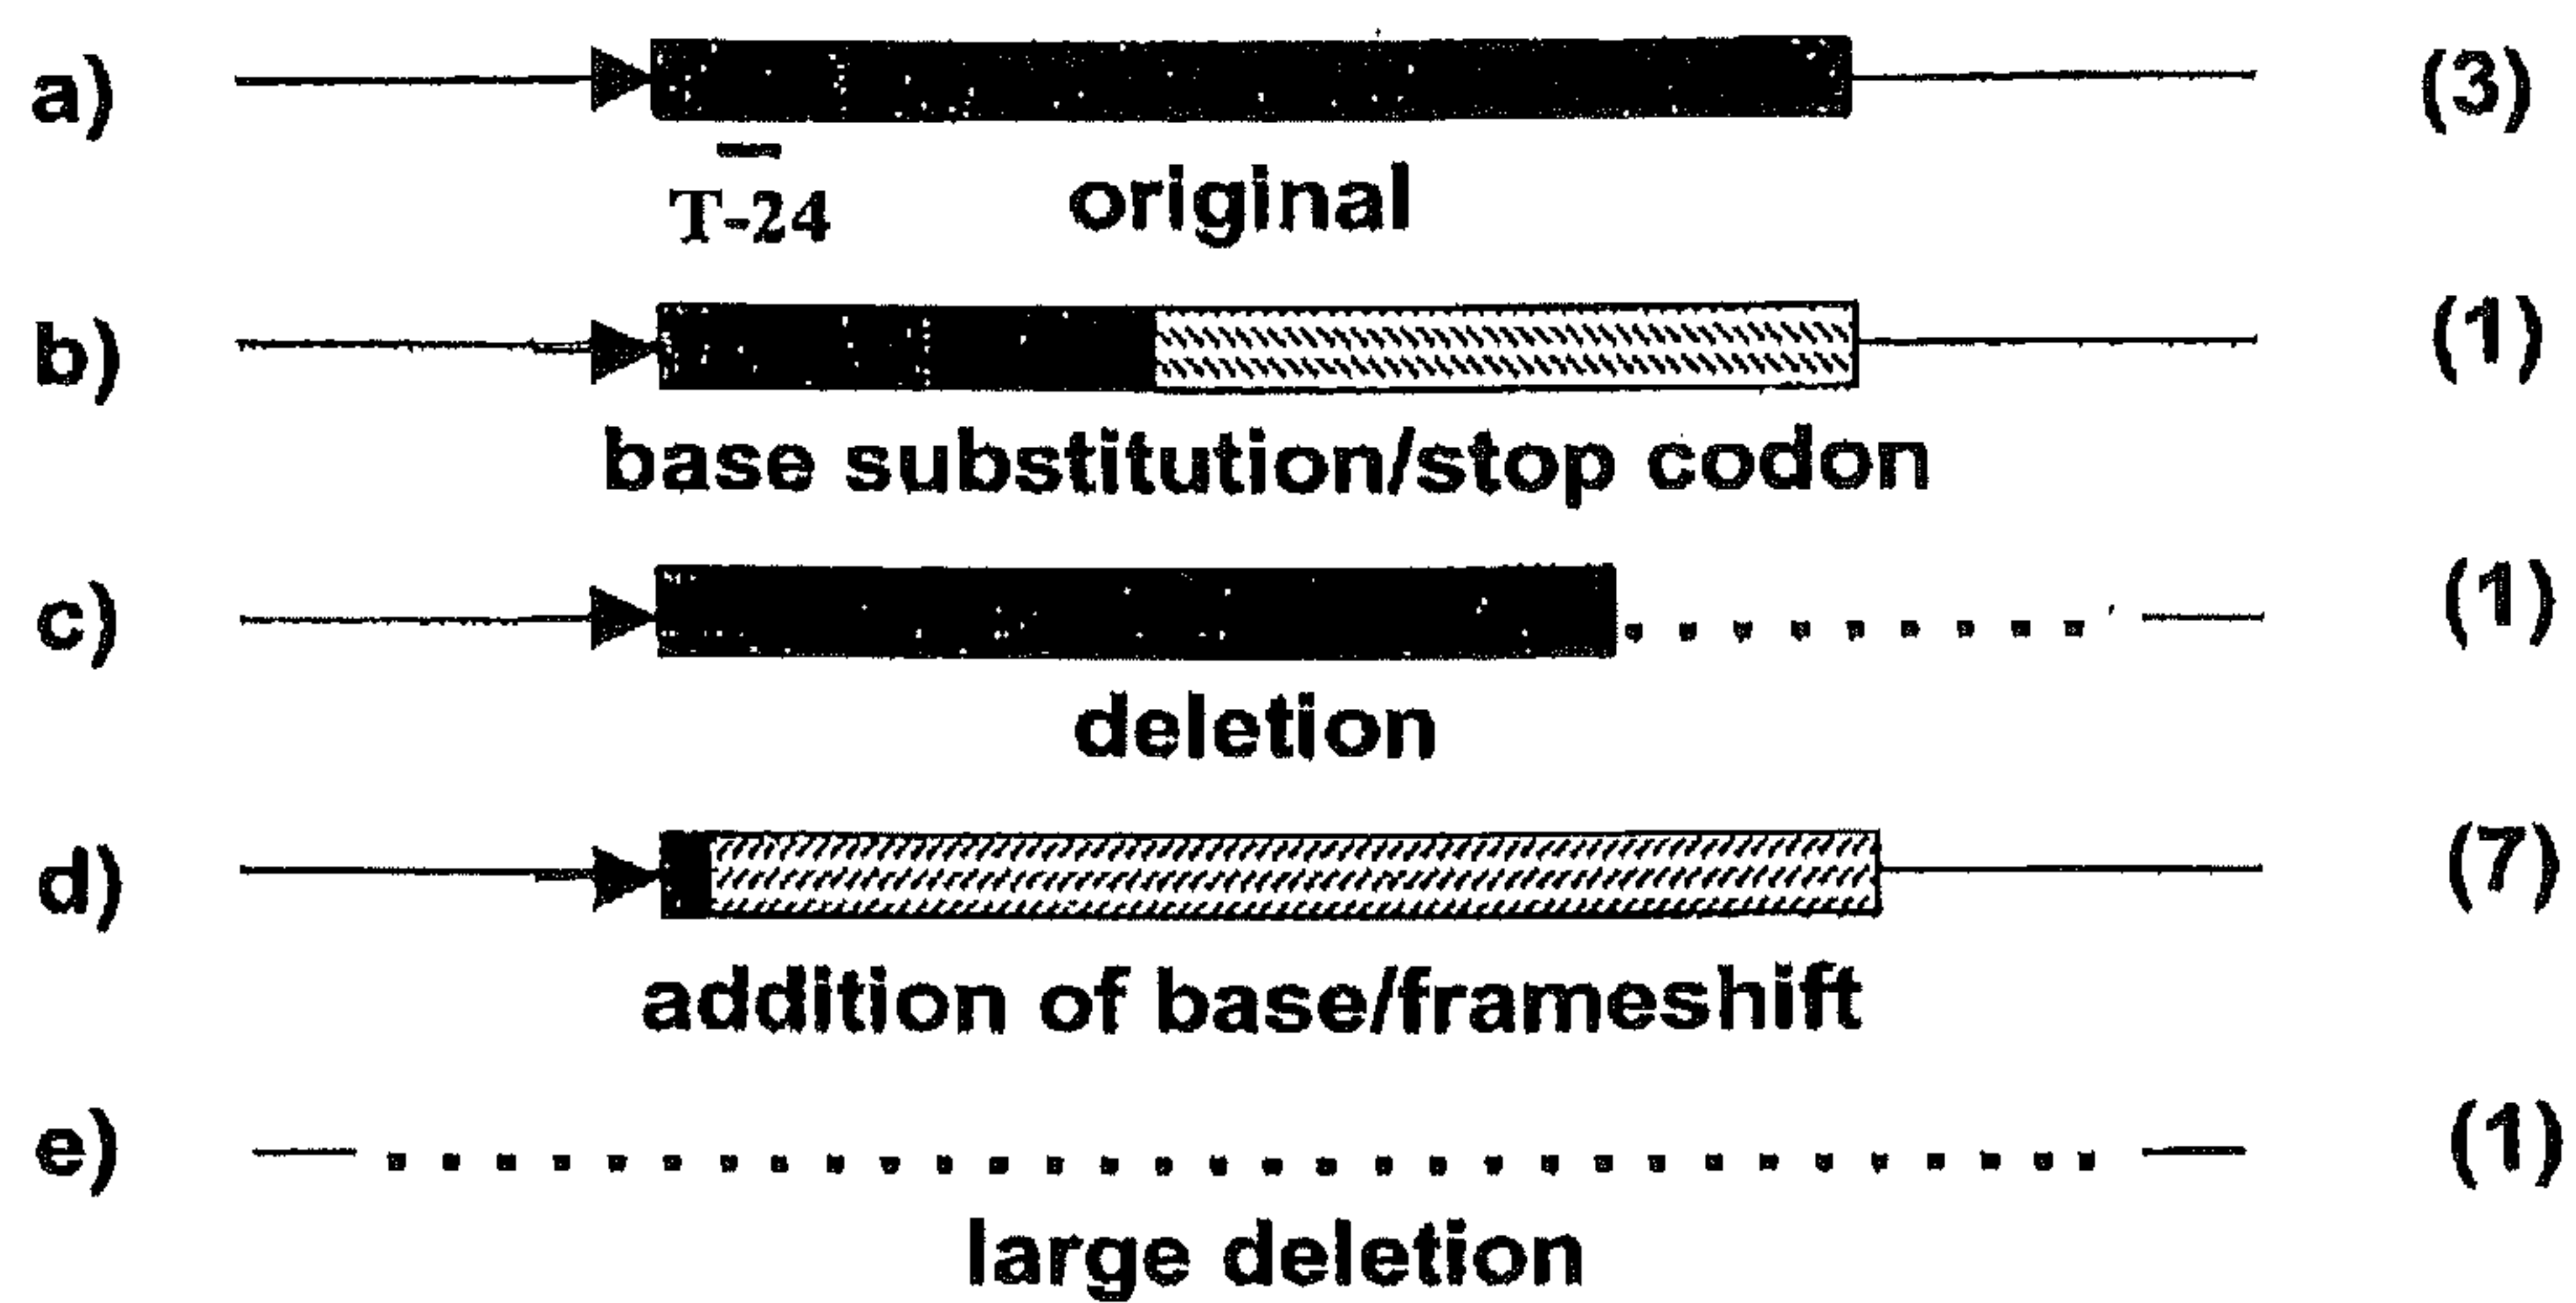 a) (3)
T-24 original
b) (1)
base substitution/stop codon
c) (1)
deletion
d) (7)
addition of base/frameshift
e) (1)
large deletion